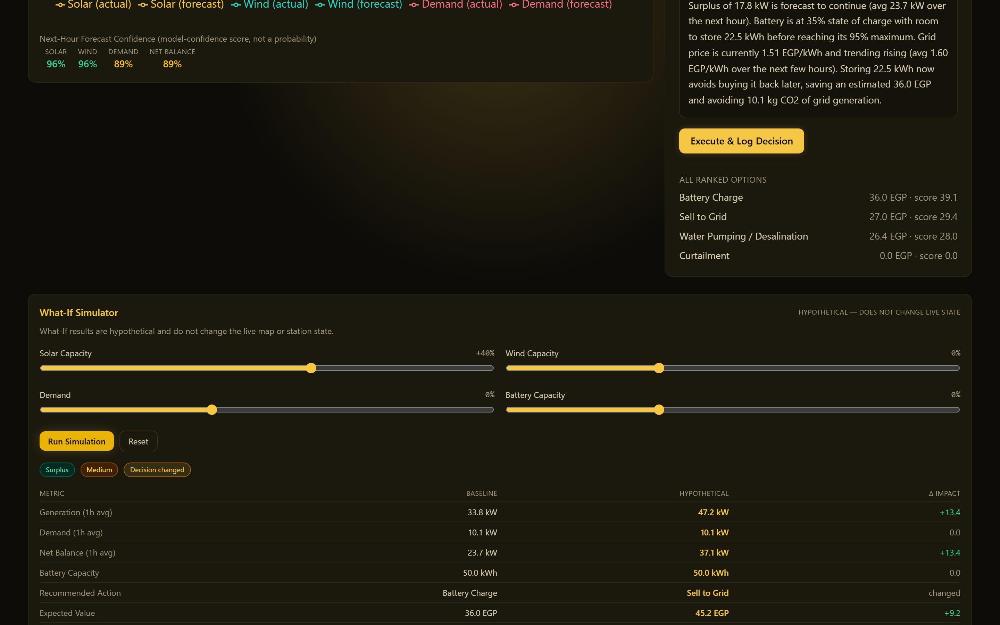 Solar (actual) Solar (forecast) Wind (actual) Wind (forecast) Demand (actual) Demand (forecast)
Next-Hour Forecast Confidence (model-confidence score, not a probability)
SOLAR WIND DEMAND NET BALANCE
96% 96% 89% 89%
Surplus of 17.8 kW is forecast to continue (avg 23.7 kW over
the next hour). Battery is at 35% state of charge with room
to store 22.5 kWh before reaching its 95% maximum. Grid
price is currently 1.51 EGP/kWh and trending rising (avg 1.60
EGP/kWh over the next few hours). Storing 22.5 kWh now
avoids buying it back later, saving an estimated 36.0 EGP
and avoiding 10.1 kg CO2 of grid generation.
Execute & Log Decision
ALL RANKED OPTIONS
Battery Charge 36.0 EGP · score 39.1
Sell to Grid 27.0 EGP · score 29.4
Water Pumping / Desalination 26.4 EGP · score 28.0
Curtailment 0.0 EGP · score 0.0
What-If Simulator HYPOTHETICAL — DOES NOT CHANGE LIVE STATE
What-If results are hypothetical and do not change the live map or station state.
Solar Capacity +40% Wind Capacity 0%
Demand 0% Battery Capacity 0%
Run Simulation Reset
Surplus Medium Decision changed
METRIC BASELINE HYPOTHETICAL Δ IMPACT
Generation (1h avg) 33.8 kW 47.2 kW +13.4
Demand (1h avg) 10.1 kW 10.1 kW 0.0
Net Balance (1h avg) 23.7 kW 37.1 kW +13.4
Battery Capacity 50.0 kWh 50.0 kWh 0.0
Recommended Action Battery Charge Sell to Grid changed
Expected Value 36.0 EGP 45.2 EGP +9.2